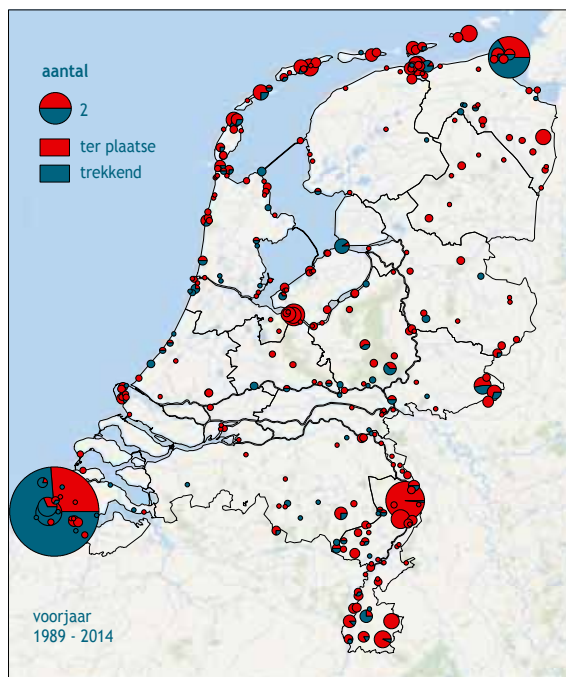 aantal
2
ter plaatse
trekkend
voorjaar
1989 - 2014